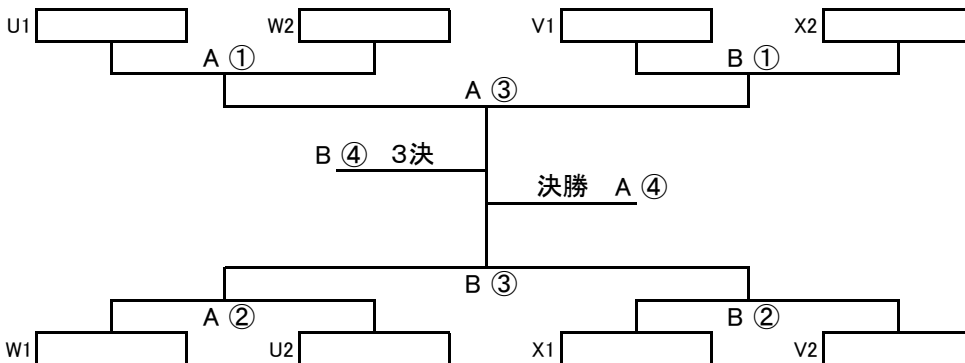 U1 W2 V1 X2
A ① B ①
A ③
B ④ 3決
決勝 A ④
B ③
A ② B ②
W1 U2 X1 V2